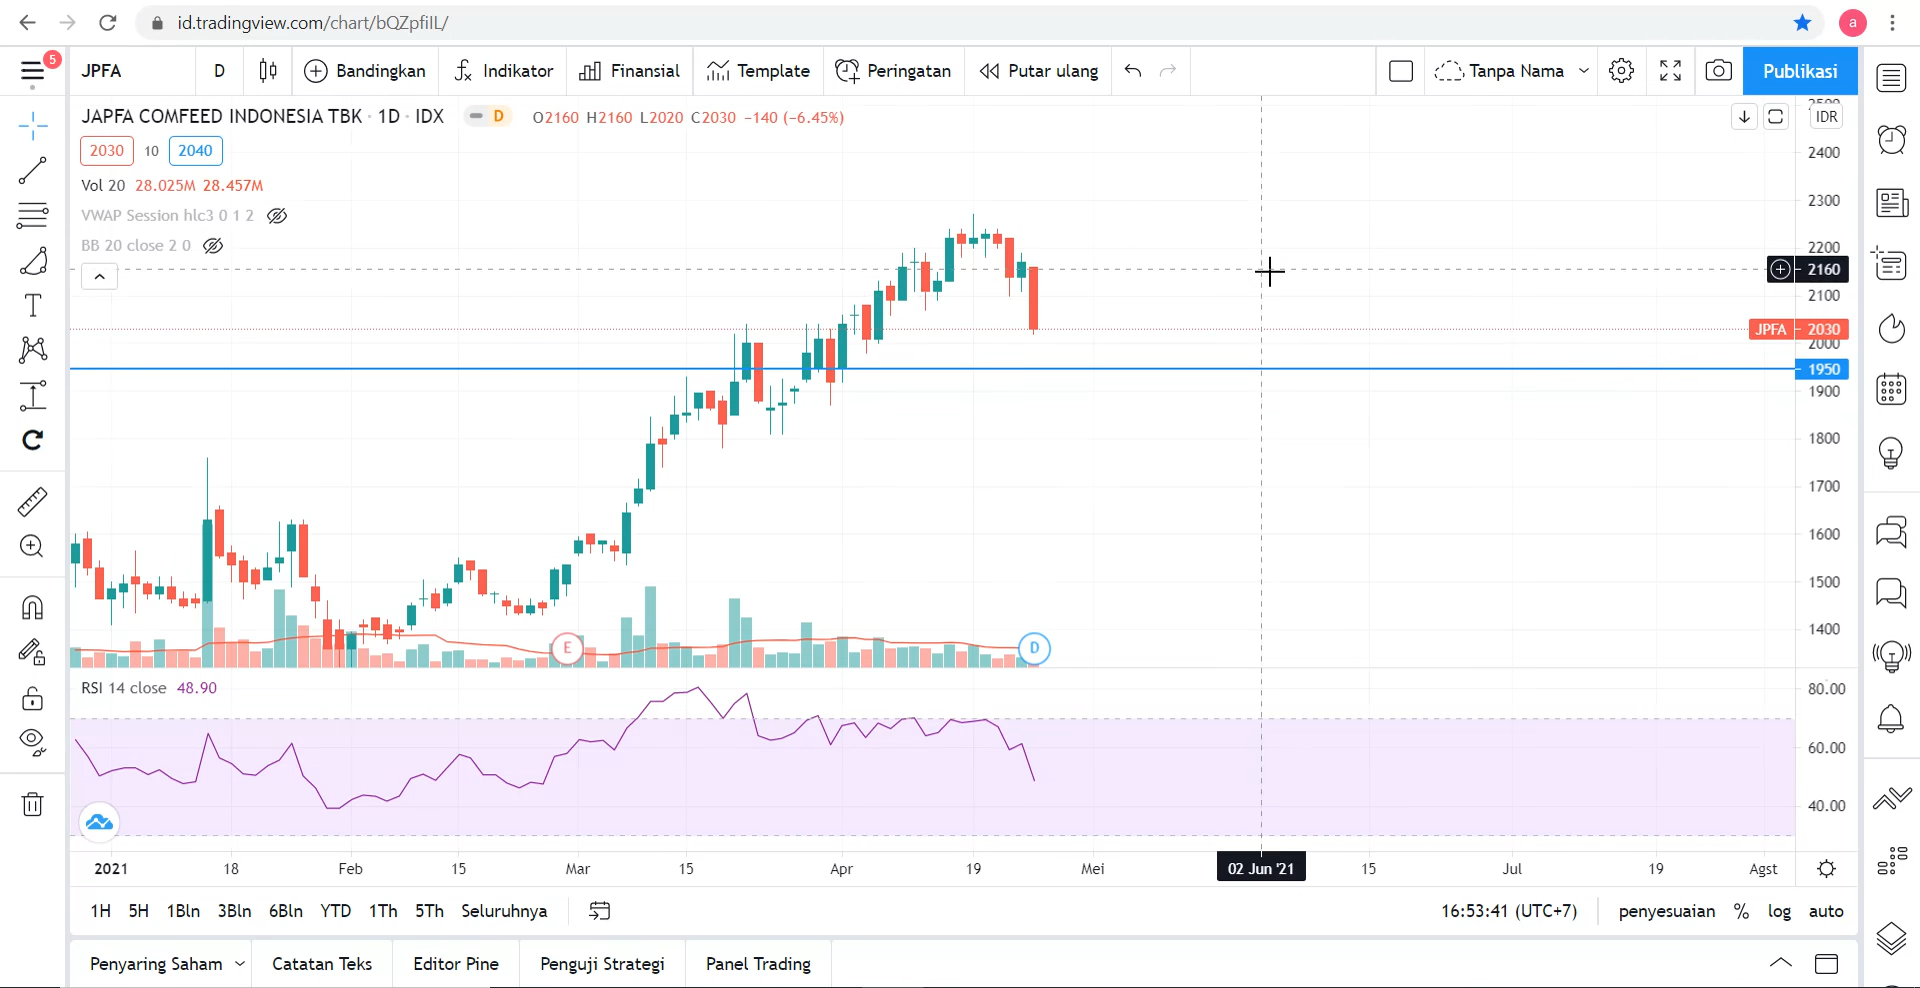 id.tradingview.com/chart/bQZpfiIL/
a
5
JPFA
D
Bandingkan
Indikator
Finansial
Template
Peringatan
Putar ulang
Tanpa Nama
Publikasi
JAPFA COMFEED INDONESIA TBK · 1D · IDX
D
O2160 H2160 L2020 C2030 −140 (−6.45%)
IDR
2030 10 2040
Vol 20 28.025M 28.457M
VWAP Session hlc3 0 1 2
BB 20 close 2 0
2500
2400
2300
2200
2160
2100
JPFA 2030
2000
1950
1900
1800
1700
1600
1500
1400
E
D
RSI 14 close 48.90
80.00
60.00
40.00
2021 18 Feb 15 Mar 15 Apr 19 Mei 02 Jun '21 15 Jul 19 Agst
1H 5H 1Bln 3Bln 6Bln YTD 1Th 5Th Seluruhnya
16:53:41 (UTC+7)
penyesuaian % log auto
Penyaring Saham
Catatan Teks
Editor Pine
Penguji Strategi
Panel Trading